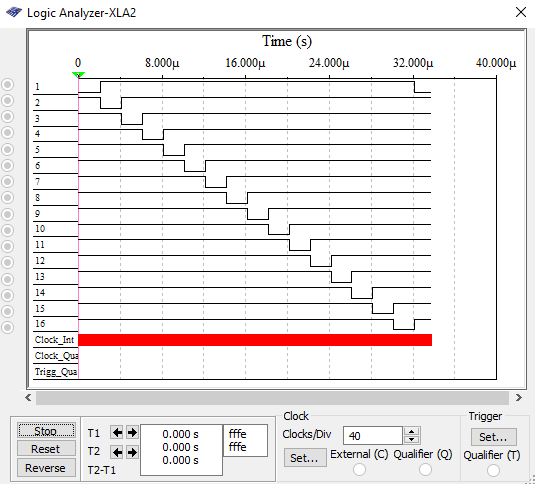 Logic Analyzer-XLA2
Time (s)
0 8.000μ 16.000μ 24.000μ 32.000μ 40.000μ
1
2
3
4
5
6
7
8
9
10
11
12
13
14
15
16
Clock_Int
Clock_Qua
Trigg_Qua
Stop
Reset
Reverse
T1
T2
T2-T1
0.000 s
0.000 s
0.000 s
fffe
fffe
Clock
Clocks/Div 40
Set... External (C) Qualifier (Q)
Trigger
Set...
Qualifier (T)